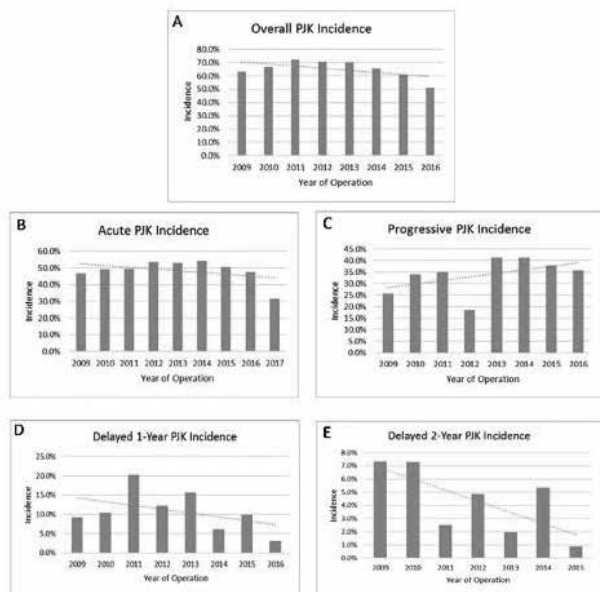 A
Overall PJK Incidence
80.0%
70.0%
60.0%
50.0%
40.0%
30.0%
20.0%
10.0%
0.0%
Incidence
2009 2010 2011 2012 2013 2014 2015 2016
Year of Operation
B
Acute PJK Incidence
60.0%
50.0%
40.0%
30.0%
20.0%
10.0%
0.0%
Incidence
2009 2010 2011 2012 2013 2014 2015 2016 2017
Year of Operation
C
Progressive PJK Incidence
45.0%
40.0%
35.0%
30.0%
25.0%
20.0%
15.0%
10.0%
5.0%
0.0%
Incidence
2009 2010 2011 2012 2013 2014 2015 2016
Year of Operation
D
Delayed 1-Year PJK Incidence
25.0%
20.0%
15.0%
10.0%
5.0%
0.0%
Incidence
2009 2010 2011 2012 2013 2014 2015 2016
Year of Operation
E
Delayed 2-Year PJK Incidence
8.0%
7.0%
6.0%
5.0%
4.0%
3.0%
2.0%
1.0%
0.0%
Incidence
2009 2010 2011 2012 2013 2014 2015
Year of Operation